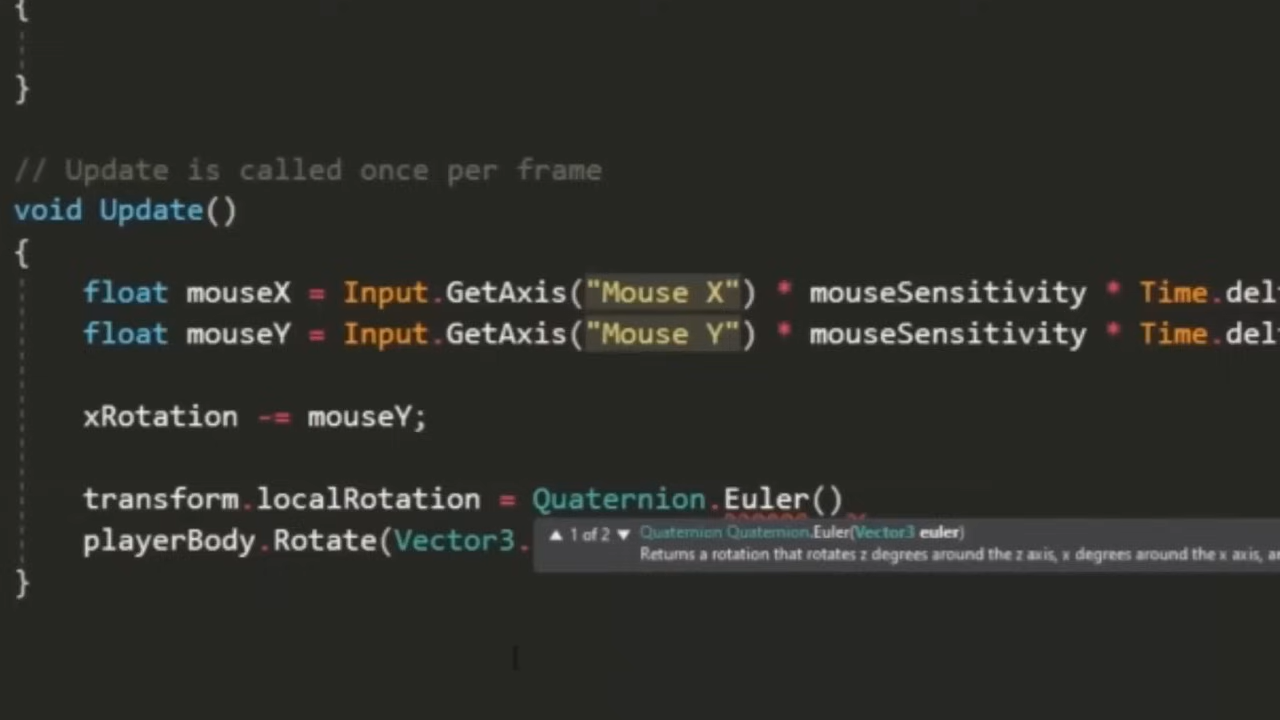 {
}
// Update is called once per frame
void Update()
{
float mouseX = Input.GetAxis("Mouse X") * mouseSensitivity * Time.delt
float mouseY = Input.GetAxis("Mouse Y") * mouseSensitivity * Time.delt
xRotation -= mouseY;
transform.localRotation = Quaternion.Euler()
▲ 1 of 2 ▼ Quaternion Quaternion.Euler(Vector3 euler)
playerBody.Rotate(Vector3.
Returns a rotation that rotates z degrees around the z axis, x degrees around the x axis, an
}